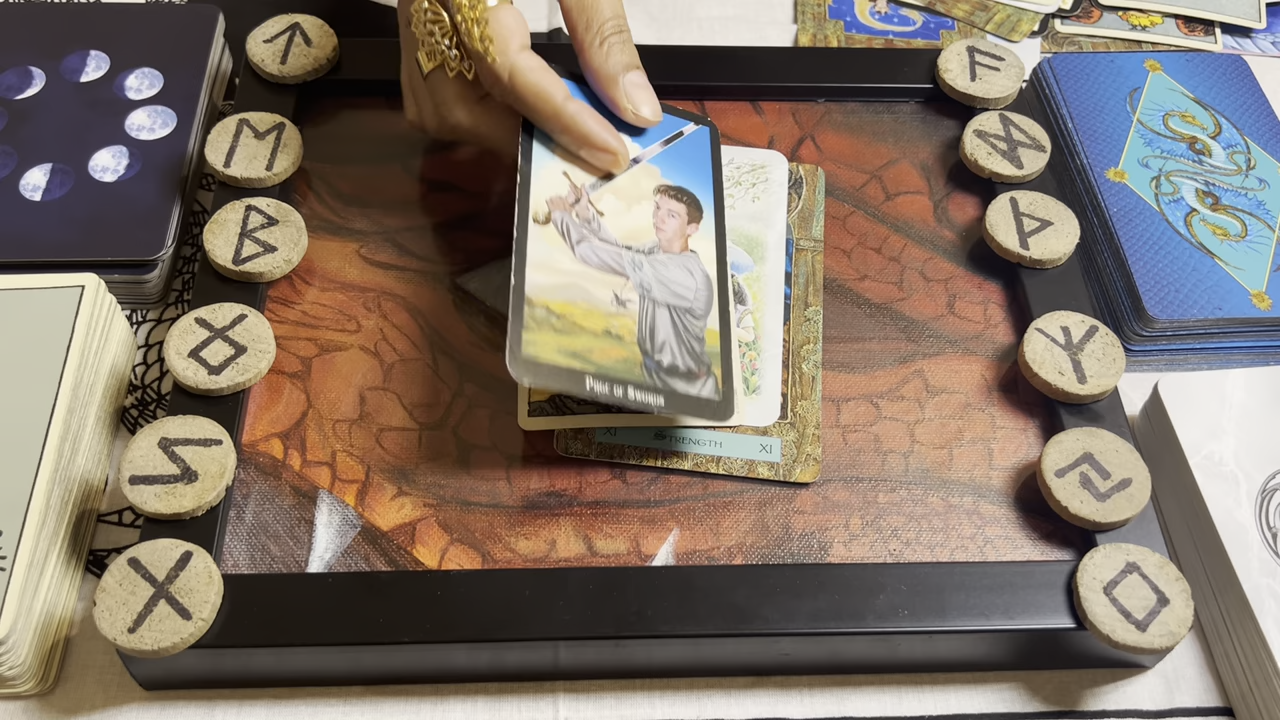 ᛏ
ᚨ
ᛖ
ᛞ
ᛒ
ᚦ
PAGE OF SWORDS
ᛟ
ᛉ
XI STRENGTH XI
ᛃ
ᚷ